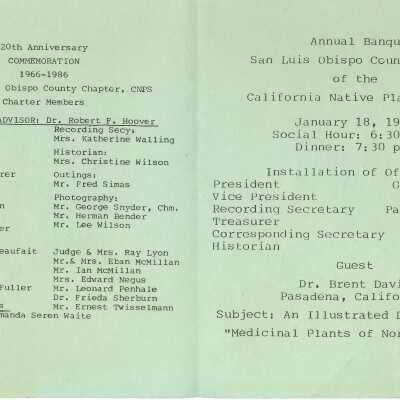 20th Anniversary
COMMEMORATION
1966-1986
Obispo County Chapter, CNPS
Charter Members
ADVISOR: Dr. Robert F. Hoover
Recording Secy:
Mrs. Katherine Walling
Historian:
Mrs. Christine Wilson
Outings:
Mr. Fred Simas
Photography:
Mr. George Snyder, Chm.
Mr. Herman Bender
Mr. Lee Wilson
Judge & Mrs. Ray Lyon
Mr.& Mrs. Eban McMillan
Mr. Ian McMillan
Mrs. Edward Negus
Fuller Mr. Leonard Penhale
Dr. Frieda Sherburn
Mr. Ernest Twisselmann
Seren Waite
Annual Banqu
San Luis Obispo Coun
of the
California Native Pla
January 18, 19
Social Hour: 6:30
Dinner: 7:30 p
Installation of Of
President
Vice President
Recording Secretary Pa
Treasurer
Corresponding Secretary
Historian
Guest
Dr. Brent Davi
Pasadena, Califo
Subject: An Illustrated D
"Medicinal Plants of Nor